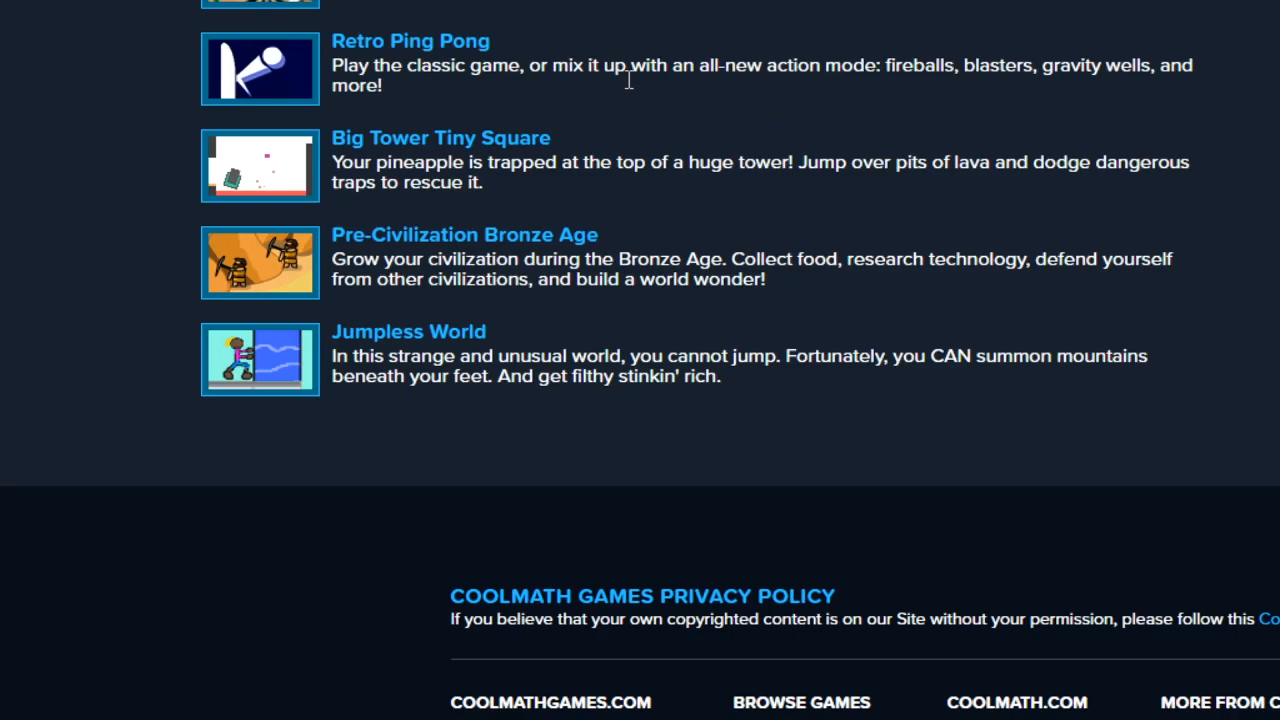 Retro Ping Pong
Play the classic game, or mix it up with an all-new action mode: fireballs, blasters, gravity wells, and
more!
Big Tower Tiny Square
Your pineapple is trapped at the top of a huge tower! Jump over pits of lava and dodge dangerous
traps to rescue it.
Pre-Civilization Bronze Age
Grow your civilization during the Bronze Age. Collect food, research technology, defend yourself
from other civilizations, and build a world wonder!
Jumpless World
In this strange and unusual world, you cannot jump. Fortunately, you CAN summon mountains
beneath your feet. And get filthy stinkin' rich.
COOLMATH GAMES PRIVACY POLICY
If you believe that your own copyrighted content is on our Site without your permission, please follow this Co
COOLMATHGAMES.COM BROWSE GAMES COOLMATH.COM MORE FROM C